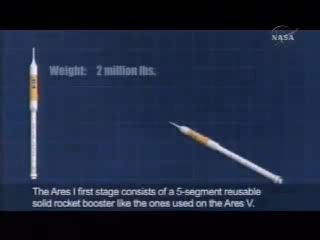 NASA
Weight: 2 million lbs.
The Ares I first stage consists of a 5-segment reusable
solid rocket booster like the ones used on the Ares V.